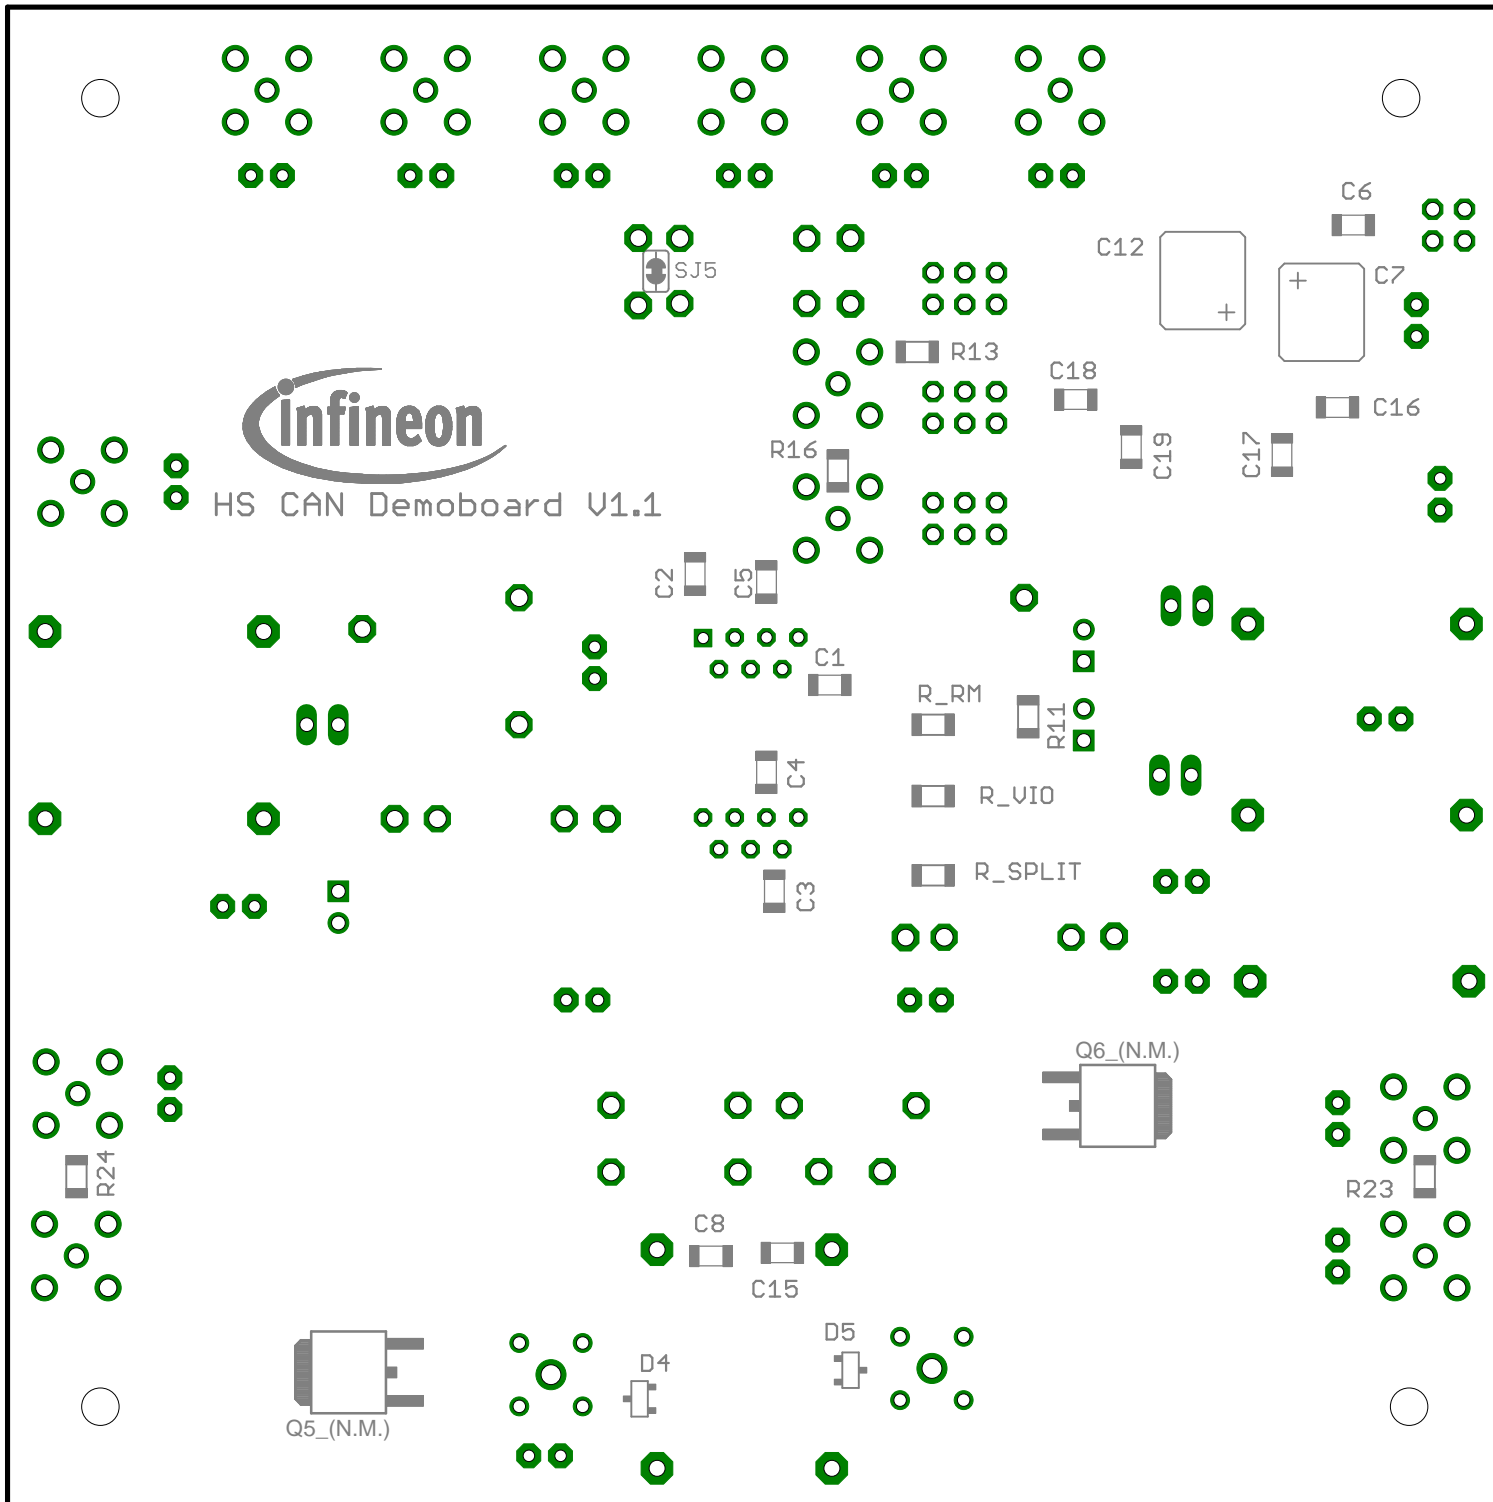 C6
C12
C7
SJ5
R13
C18
C16
infineon
R16
C19
C17
HS CAN Demoboard V1.1
C2
C5
C1
R_RM
R11
C4
R_VIO
R_SPLIT
C3
Q6_(N.M.)
R24
R23
C8
C15
D5
D4
Q5_(N.M.)
+
+